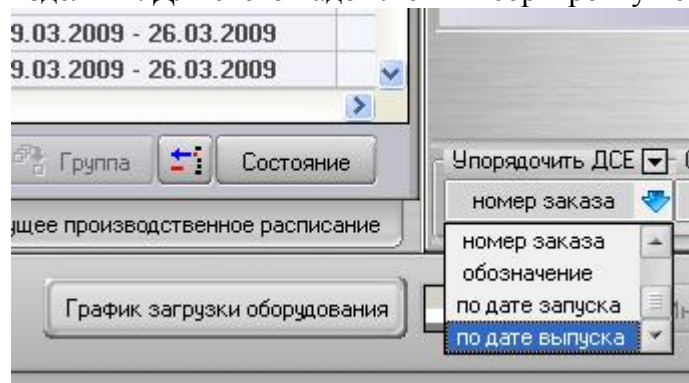 9.03.2009 - 26.03.2009
9.03.2009 - 26.03.2009
Группа
Состояние
Упорядочить ДСЕ
номер заказа
ущее производственное расписание
номер заказа
обозначение
по дате запуска
по дате выпуска
График загрузки оборудования